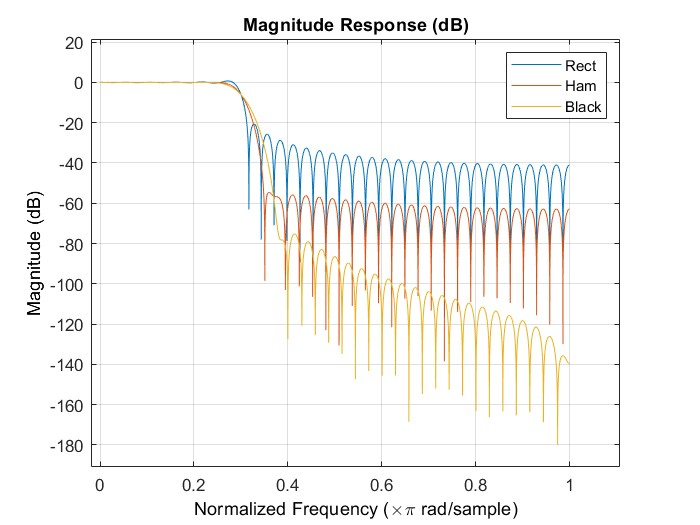 Magnitude Response (dB)
20
0
-20
-40
-60
-80
-100
-120
-140
-160
-180
Magnitude (dB)
Rect
Ham
Black
0 0.2 0.4 0.6 0.8 1
Normalized Frequency (×π rad/sample)